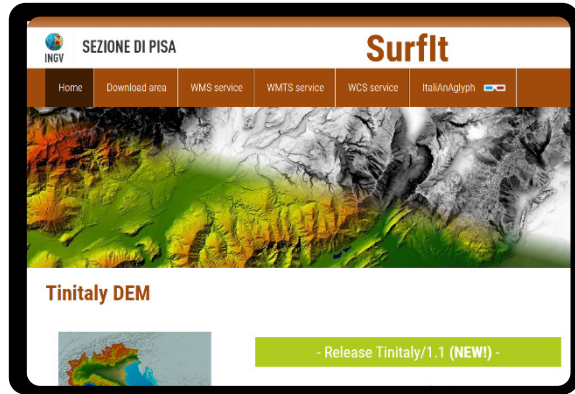 INGV
SEZIONE DI PISA
SurfIt
Home
Download area
WMS service
WMTS service
WCS service
ItaliAnAglyph
Tinitaly DEM
- Release Tinitaly/1.1 (NEW!) -